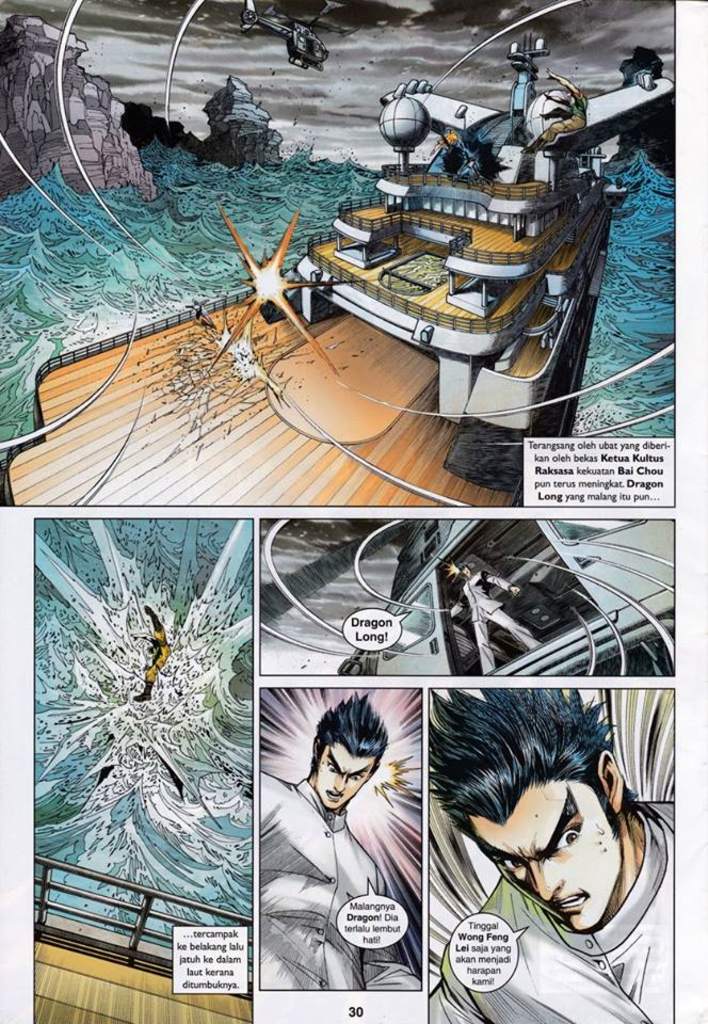 Terangsang oleh ubat yang diberi-
kan oleh bekas Ketua Kultus
Raksasa kekuatan Bai Chou
pun terus meningkat. Dragon
Long yang malang itu pun...
...tercampak
ke belakang lalu
jatuh ke dalam
laut kerana
ditumbuknya.
Dragon
Long!
Malangnya
Dragon! Dia
terlalu lembut
hati!
Tinggal
Wong Feng
Lei saja yang
akan menjadi
harapan
kami!
30